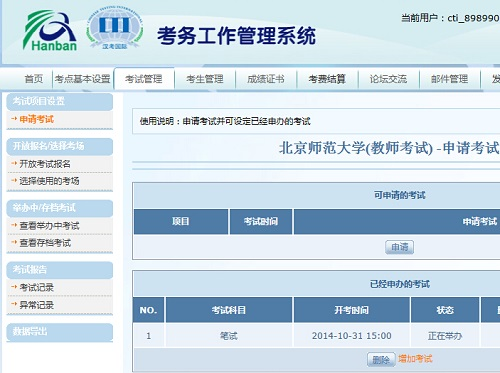 当前用户：cti_898990
Hanban
汉考国际
考务工作管理系统
首页 考点基本设置 考试管理 考生管理 成绩证书 考费结算 论坛交流 邮件管理 发
考试项目设置
申请考试
开放报名/选择考场
开放考试报名
选择使用的考场
举办中/存档考试
查看举办中考试
查看存档考试
考试报告
考试记录
异常记录
数据导出
使用说明：申请考试并可设定已经申办的考试
北京师范大学(教师考试) -申请考试
可申请的考试
项目 考试时间 申请考试
申请
已经申办的考试
NO. 考试科目 开考时间 状态
1 笔试 2014-10-31 15:00 正在举办
删除 增加考试